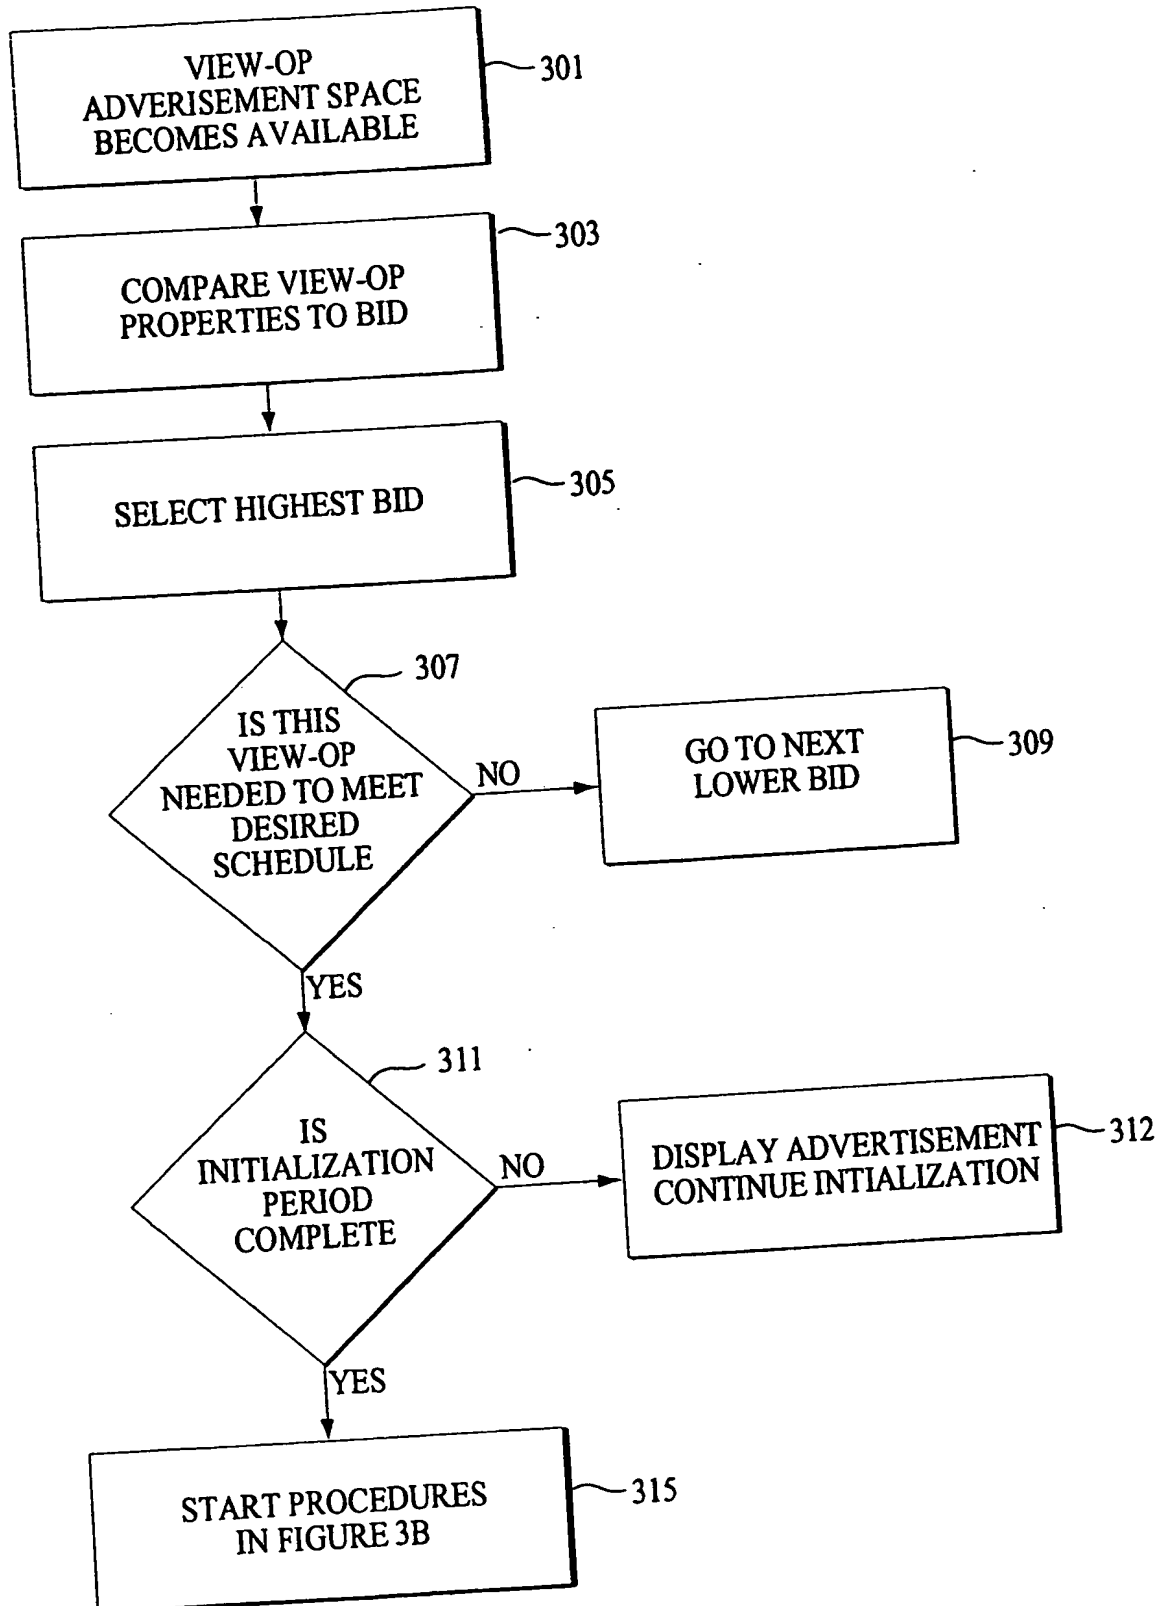 VIEW-OP
ADVERISEMENT SPACE
BECOMES AVAILABLE
301
COMPARE VIEW-OP
PROPERTIES TO BID
303
SELECT HIGHEST BID
305
307
IS THIS
VIEW-OP
NEEDED TO MEET
DESIRED
SCHEDULE
NO
GO TO NEXT
LOWER BID
309
YES
311
IS
INITIALIZATION
PERIOD
COMPLETE
NO
DISPLAY ADVERTISEMENT
CONTINUE INTIALIZATION
312
YES
START PROCEDURES
IN FIGURE 3B
315